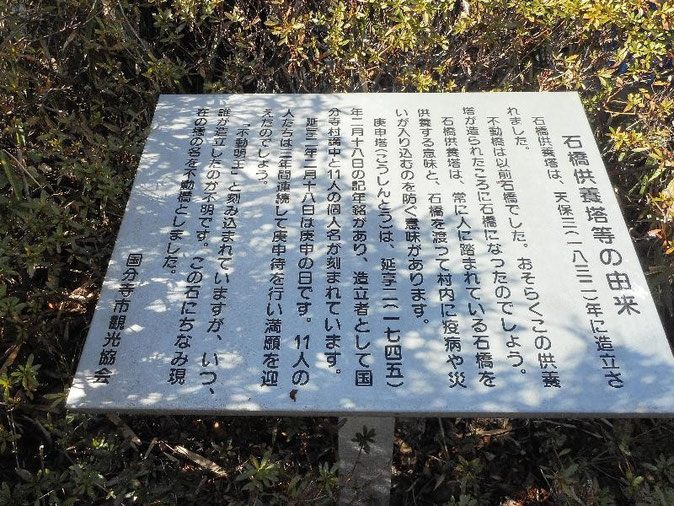 石橋供養塔等の由来
石橋供養塔は、天保三(一八三二)年に造立さ
れました。
不動橋は以前石橋でした。おそらくこの供養
塔が造られたころに石橋になったのでしょう。
石橋供養塔は、常に人に踏まれている石橋を
供養する意味と、石橋を渡って村内に疫病や災
いが入り込むのを防ぐ意味があります。
庚申塔(こうしんとう)は、延享二(一七四五)
年二月十八日の記年銘があり、造立者として国
分寺村講中と11人の個人名が刻まれています。
延享二年二月十八日は庚申の日です。11人の
人たちは三年間連続して庚申待を行い満願を迎
えたのでしょう。
"不動明王"と刻み込まれていますが、いつ、
誰が造立したのか不明です。この石にちなみ現
在の橋の名を不動橋としました。
国分寺市観光協会